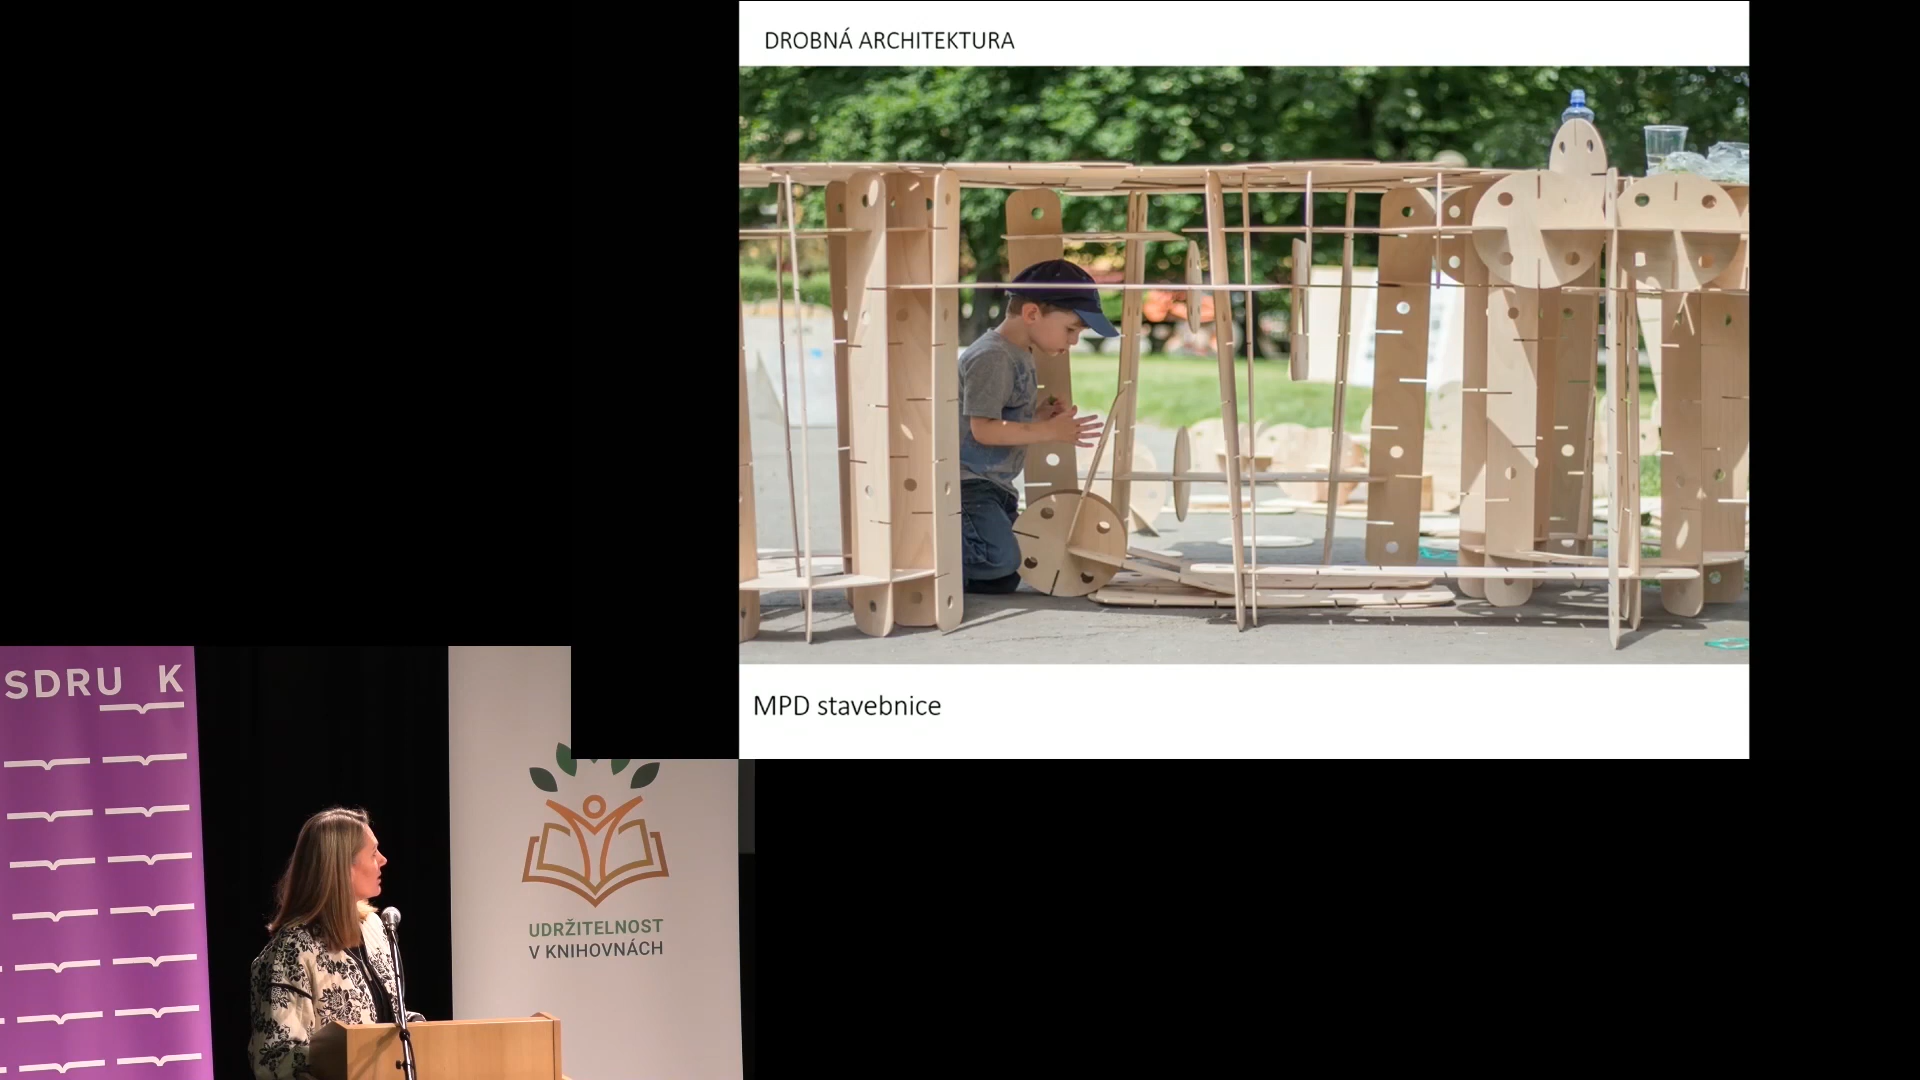 DROBNÁ ARCHITEKTURA
MPD stavebnice
SDRU K
UDRŽITELNOST
V KNIHOVNÁCH